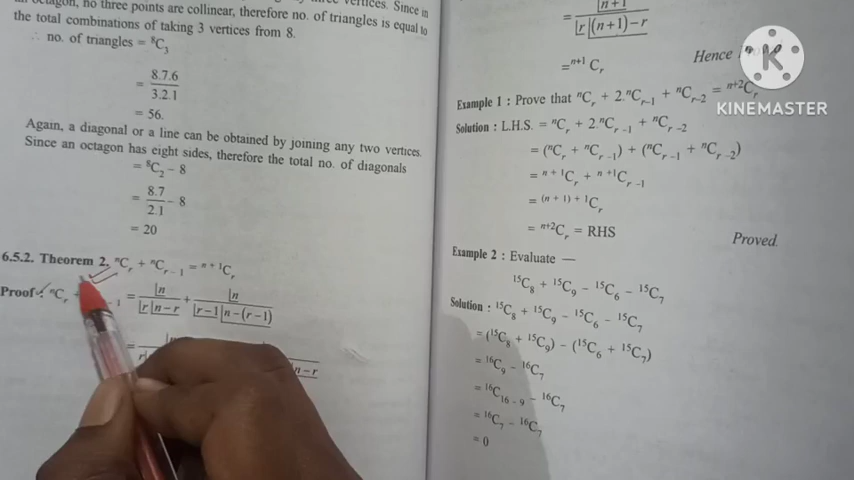 octagon, no three points are collinear, therefore no. of triangles is equal to
the total combinations of taking 3 vertices from 8.
∴ no. of triangles = ⁸C₃
= 8.7.6 / 3.2.1
= 56.
Again, a diagonal or a line can be obtained by joining any two vertices.
Since an octagon has eight sides, therefore the total no. of diagonals
= ⁸C₂ – 8
= 8.7 / 2.1 – 8
= 20
6.5.2. Theorem 2. ⁿCᵣ + ⁿCᵣ₋₁ = ⁿ⁺¹Cᵣ
Proof : ⁿCᵣ = |n / |r |n–r + |n / |r–1 |n–(r–1)
= |n+1 / |r |(n+1)–r
= ⁿ⁺¹Cᵣ Hence
Example 1 : Prove that ⁿCᵣ + 2.ⁿCᵣ₋₁ + ⁿCᵣ₋₂ = ⁿ⁺²Cᵣ
Solution : L.H.S. = ⁿCᵣ + 2.ⁿCᵣ₋₁ + ⁿCᵣ₋₂
= (ⁿCᵣ + ⁿCᵣ₋₁) + (ⁿCᵣ₋₁ + ⁿCᵣ₋₂)
= ⁿ⁺¹Cᵣ + ⁿ⁺¹Cᵣ₋₁
= ⁽ⁿ⁺¹⁾⁺¹Cᵣ
= ⁿ⁺²Cᵣ = RHS Proved.
Example 2 : Evaluate —
¹⁵C₈ + ¹⁵C₉ – ¹⁵C₆ – ¹⁵C₇
Solution : ¹⁵C₈ + ¹⁵C₉ – ¹⁵C₆ – ¹⁵C₇
= (¹⁵C₈ + ¹⁵C₉) – (¹⁵C₆ + ¹⁵C₇)
= ¹⁶C₉ – ¹⁶C₇
= ¹⁶C₁₆₋₉ – ¹⁶C₇
= ¹⁶C₇ – ¹⁶C₇
= 0
KINEMASTER